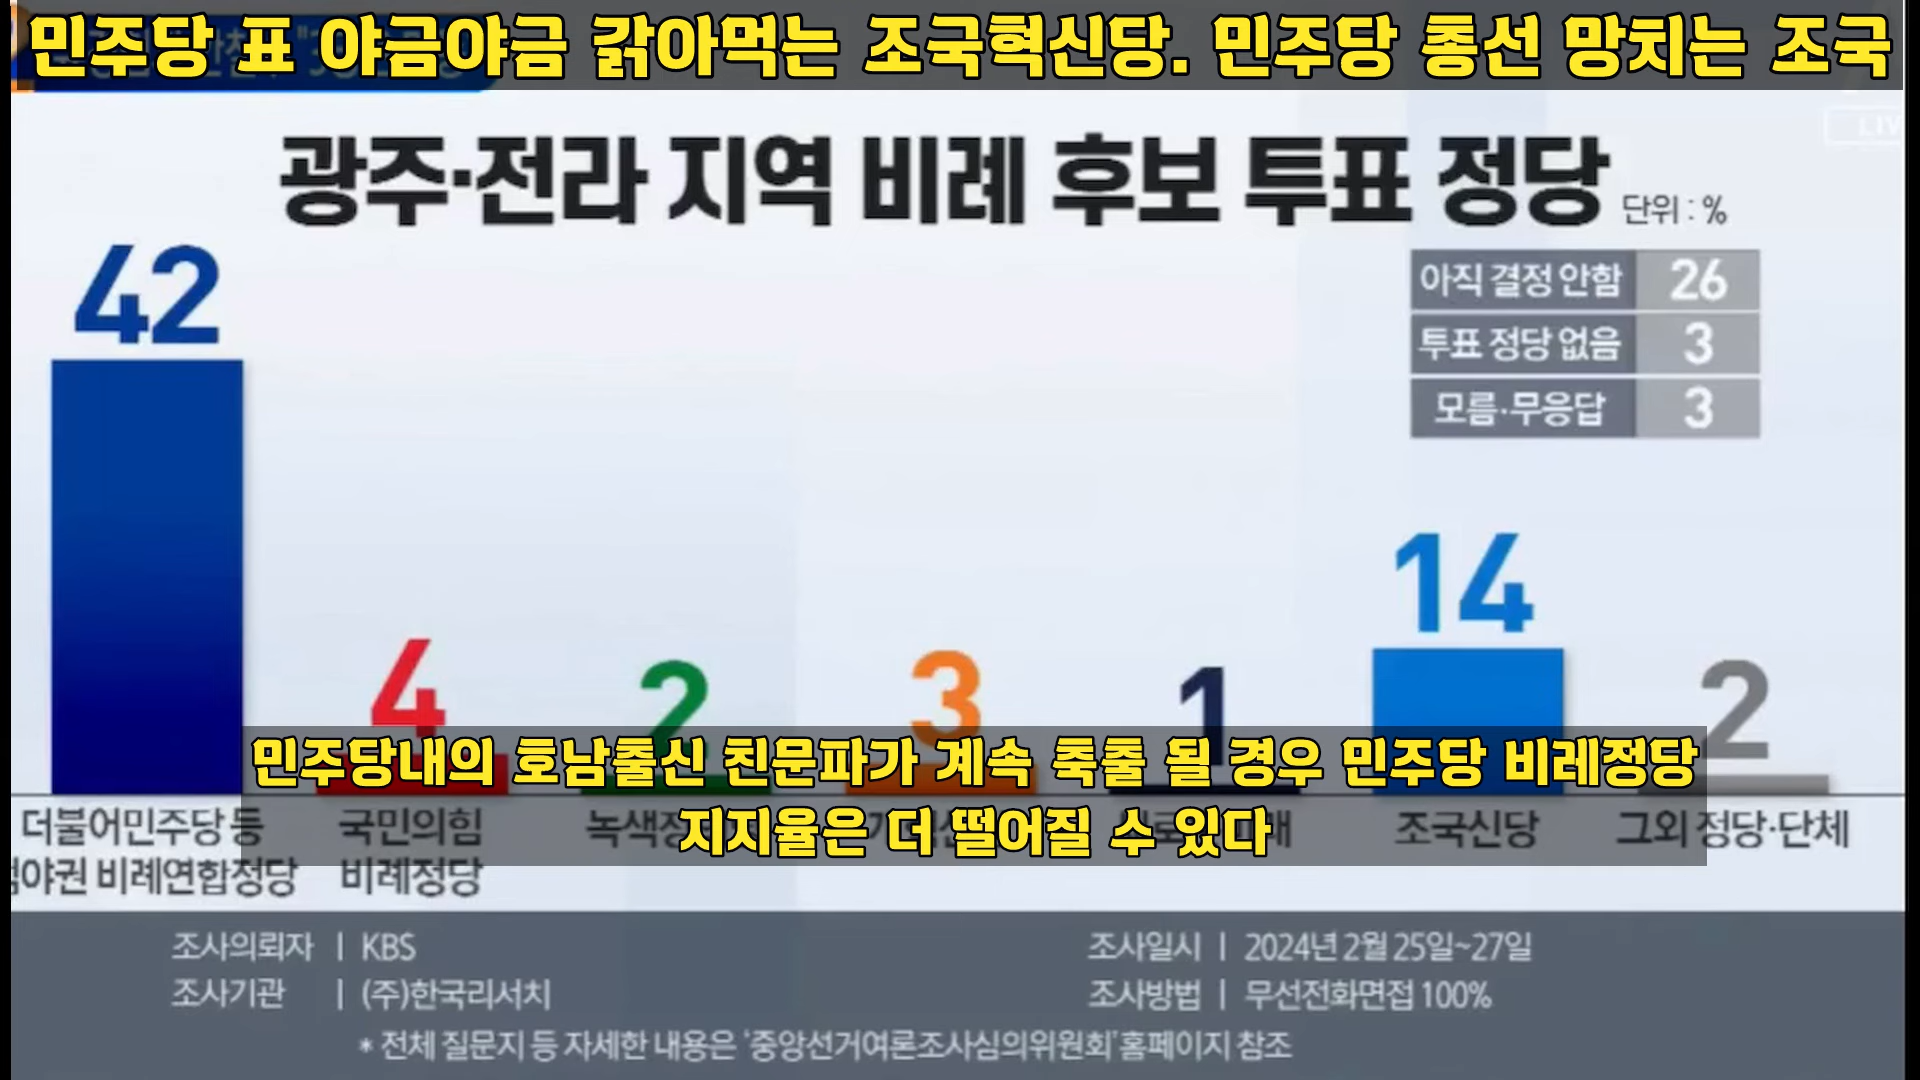 민주당 표 야금야금 갉아먹는 조국혁신당. 민주당 총선 망치는 조국
광주·전라 지역 비례 후보 투표 정당 단위 : %
42
아직 결정 안함 26
투표 정당 없음 3
모름·무응답 3
14
4 2 3 1 2
민주당내의 호남출신 친문파가 계속 축출 될 경우 민주당 비레정당
지지율은 더 떨어질 수 있다
더불어민주당 등 국민의힘 조국신당 그외 정당·단체
비례연합정당 비례정당
조사의뢰자 | KBS 조사일시 | 2024년 2월 25일~27일
조사기관 | (주)한국리서치 조사방법 | 무선전화면접 100%
* 전체 질문지 등 자세한 내용은 '중앙선거여론조사심의위원회'홈페이지 참조